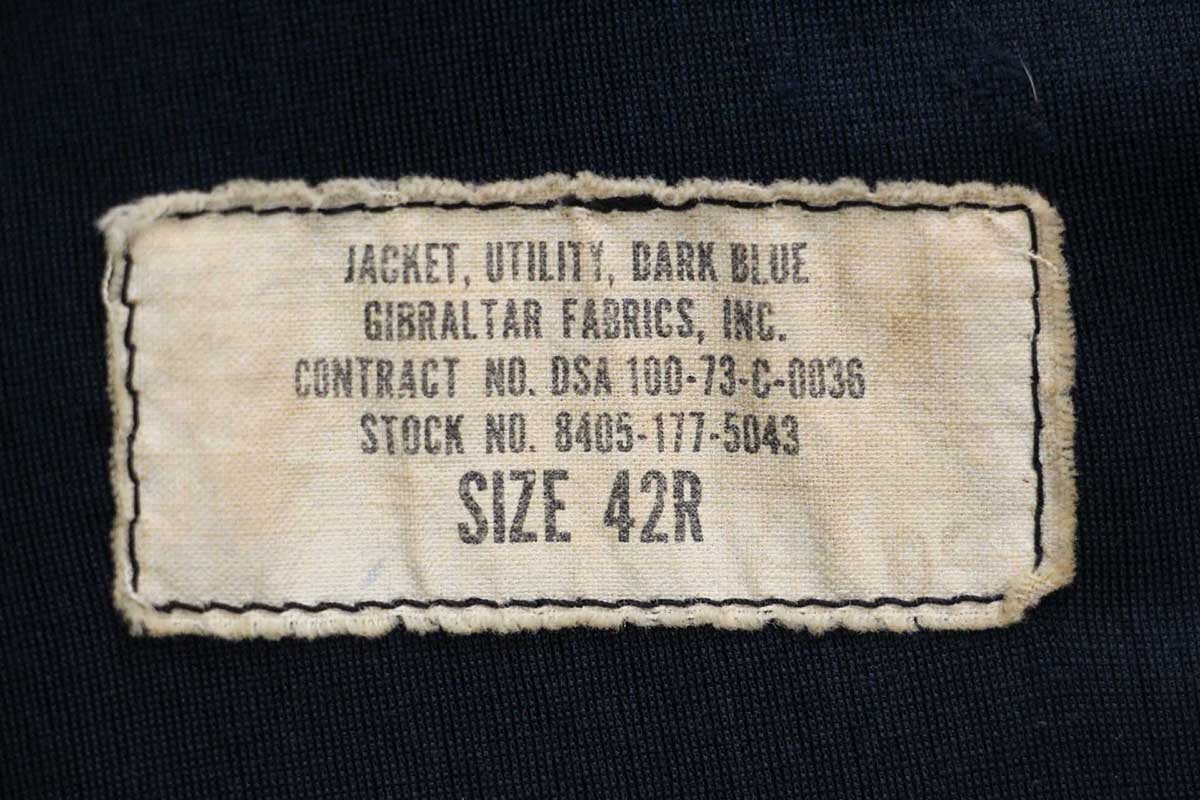 JACKET, UTILITY, DARK BLUE
GIBRALTAR FABRICS, INC.
CONTRACT NO. DSA 100-73-C-0036
STOCK NO. 8405-177-5043
SIZE 42R